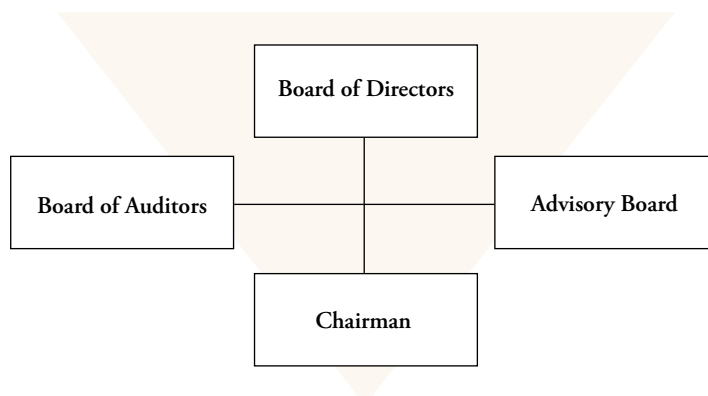 Board of Directors
Board of Auditors
Advisory Board
Chairman